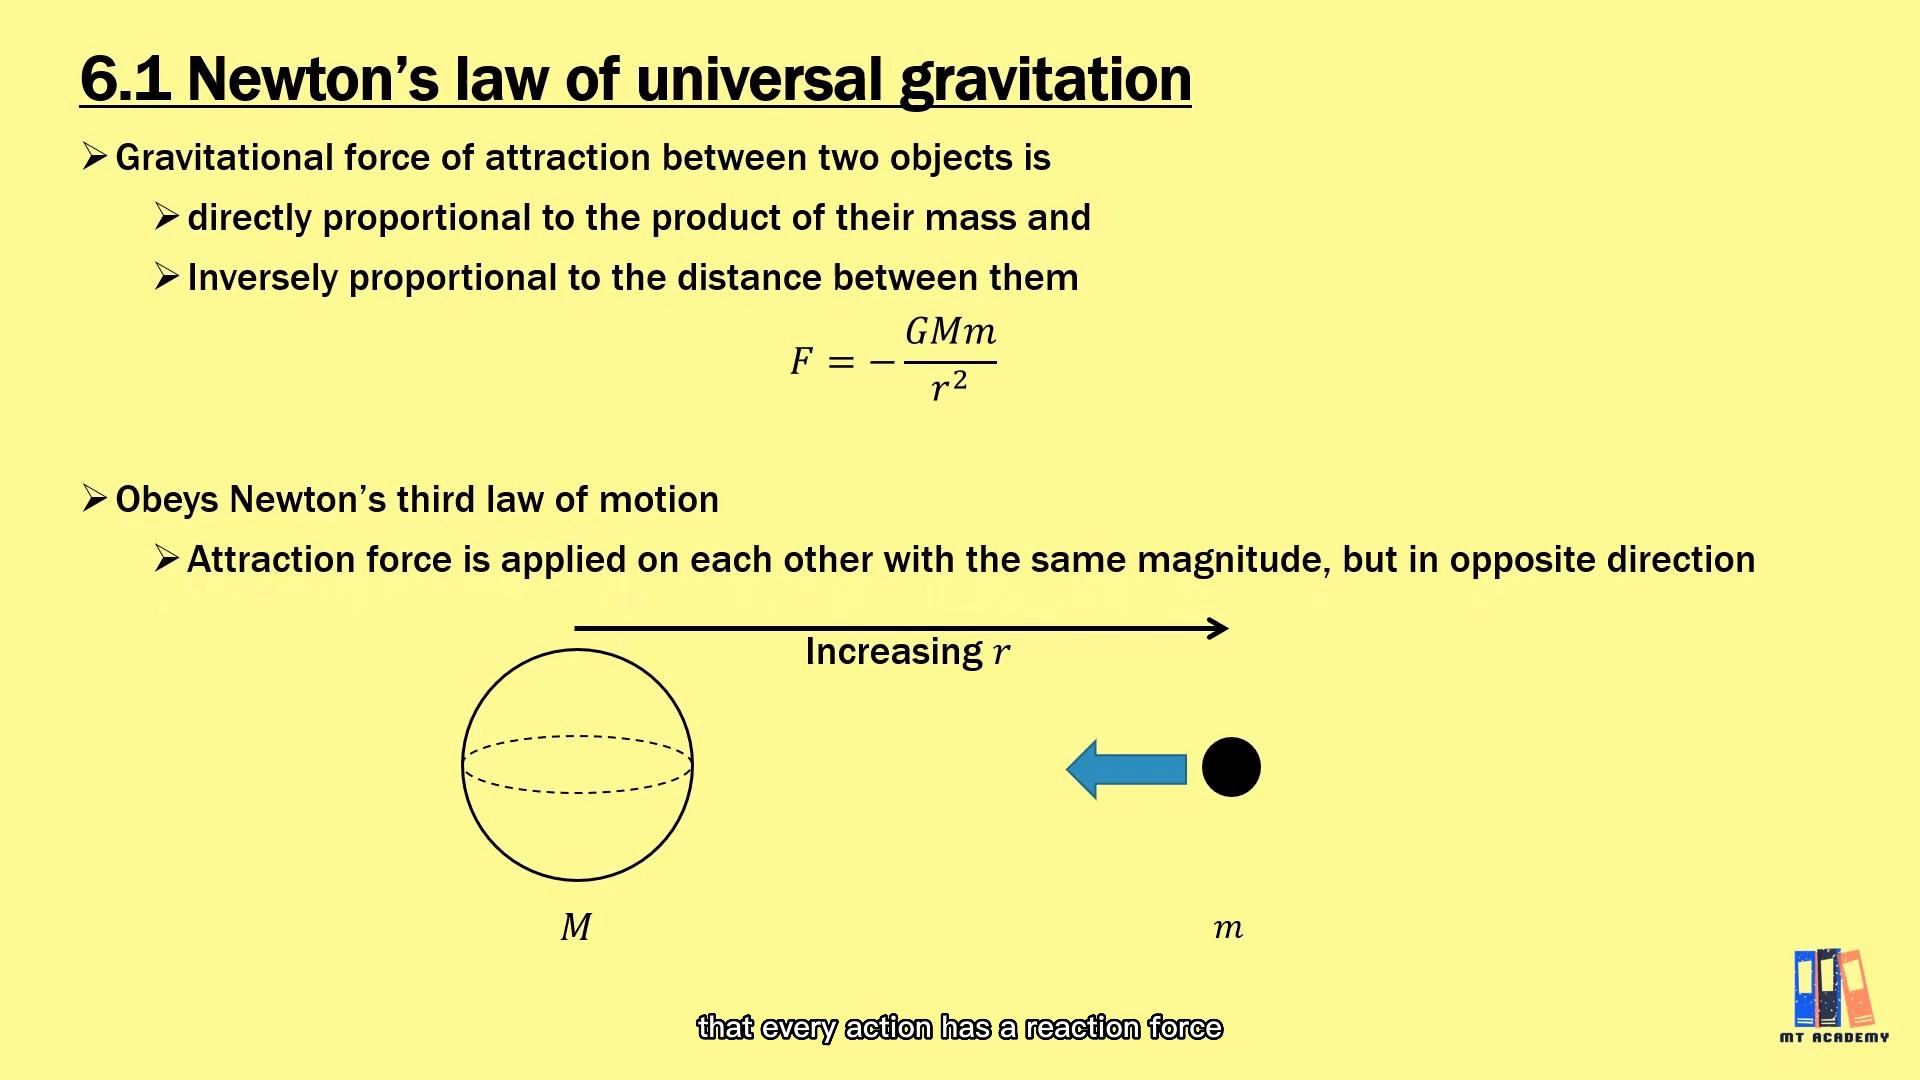 6.1 Newton’s law of universal gravitation
➢Gravitational force of attraction between two objects is
➢directly proportional to the product of their mass and
➢Inversely proportional to the distance between them
F = −GMm/r²
➢Obeys Newton’s third law of motion
➢Attraction force is applied on each other with the same magnitude, but in opposite direction
Increasing r
M
m
MT ACADEMY
that every action has a reaction force